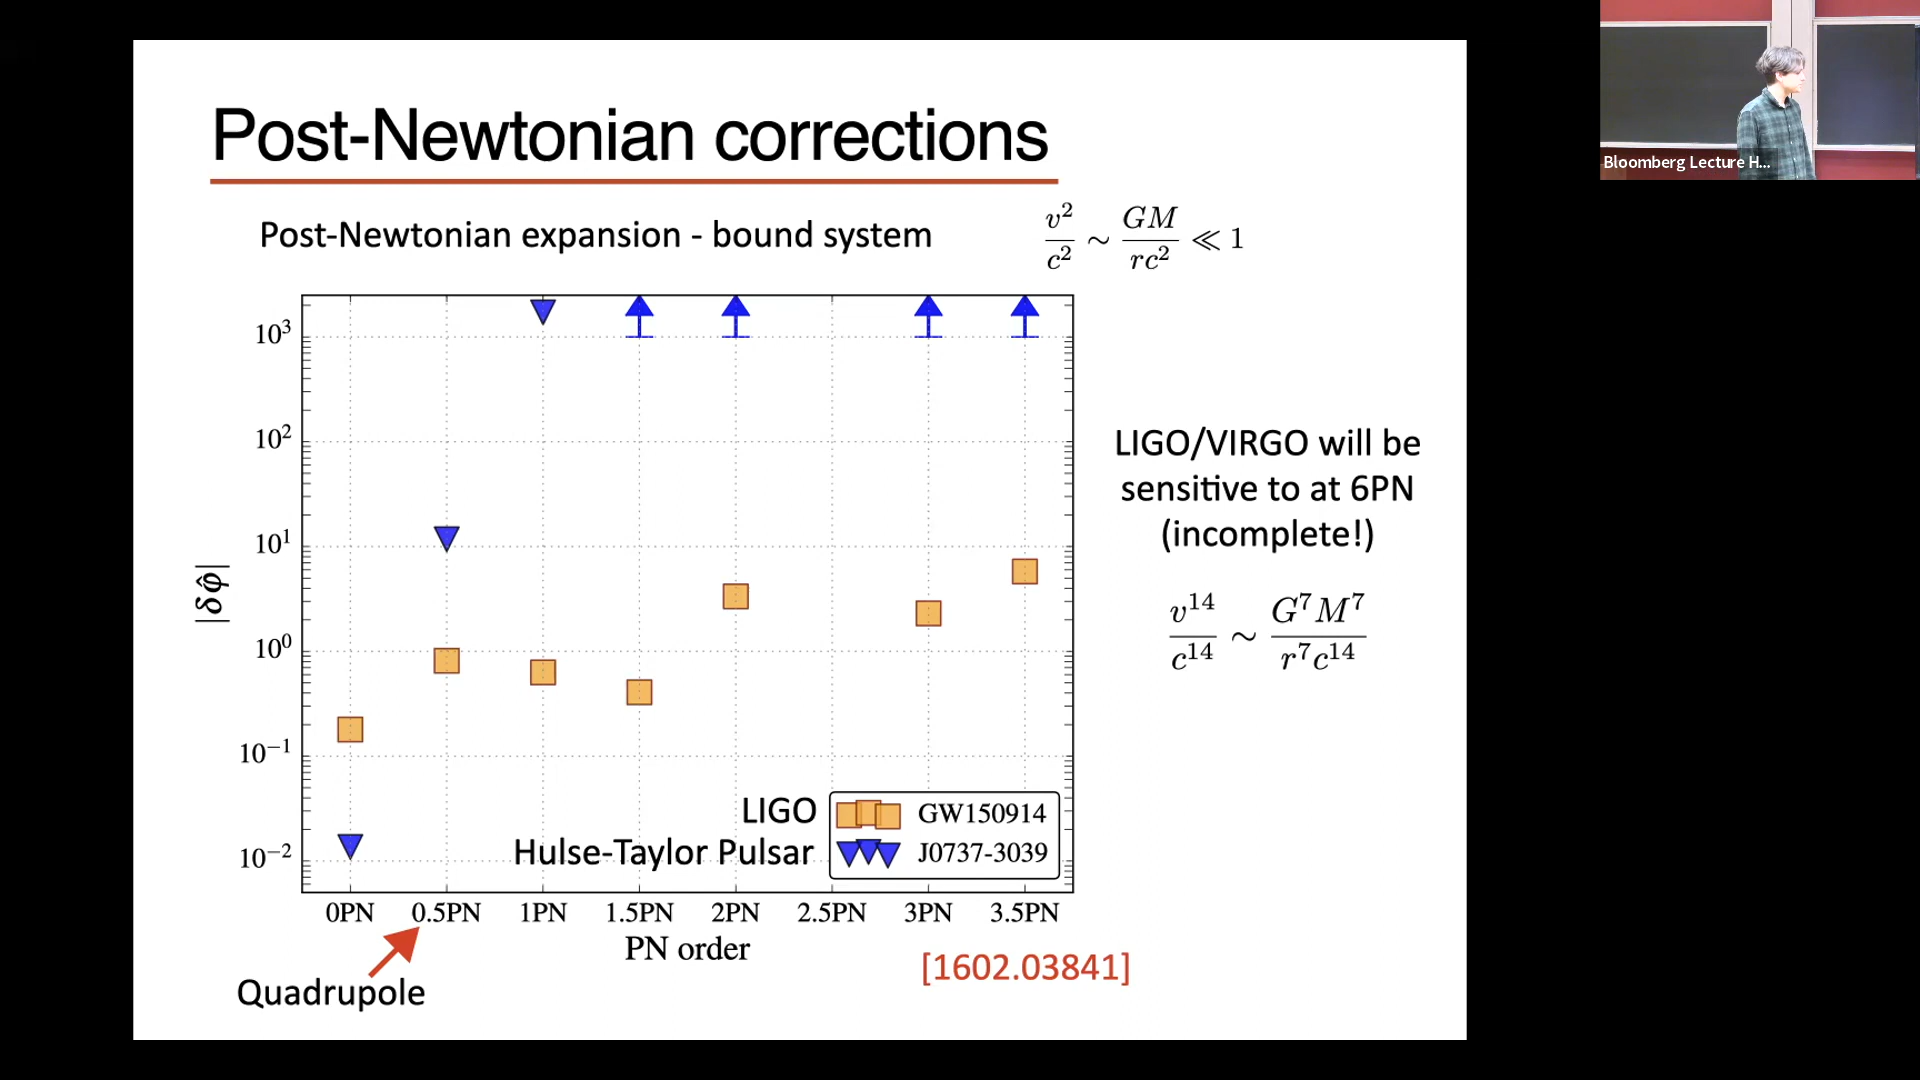 Post-Newtonian corrections
Post-Newtonian expansion - bound system
v²/c² ~ GM/rc² ≪ 1
Bloomberg Lecture H...
10³
10²
10¹
10⁰
10⁻¹
10⁻²
|δφ̂|
LIGO/VIRGO will be
sensitive to at 6PN
(incomplete!)
v¹⁴/c¹⁴ ~ G⁷M⁷/r⁷c¹⁴
LIGO GW150914
Hulse-Taylor Pulsar J0737-3039
0PN 0.5PN 1PN 1.5PN 2PN 2.5PN 3PN 3.5PN
PN order
[1602.03841]
Quadrupole